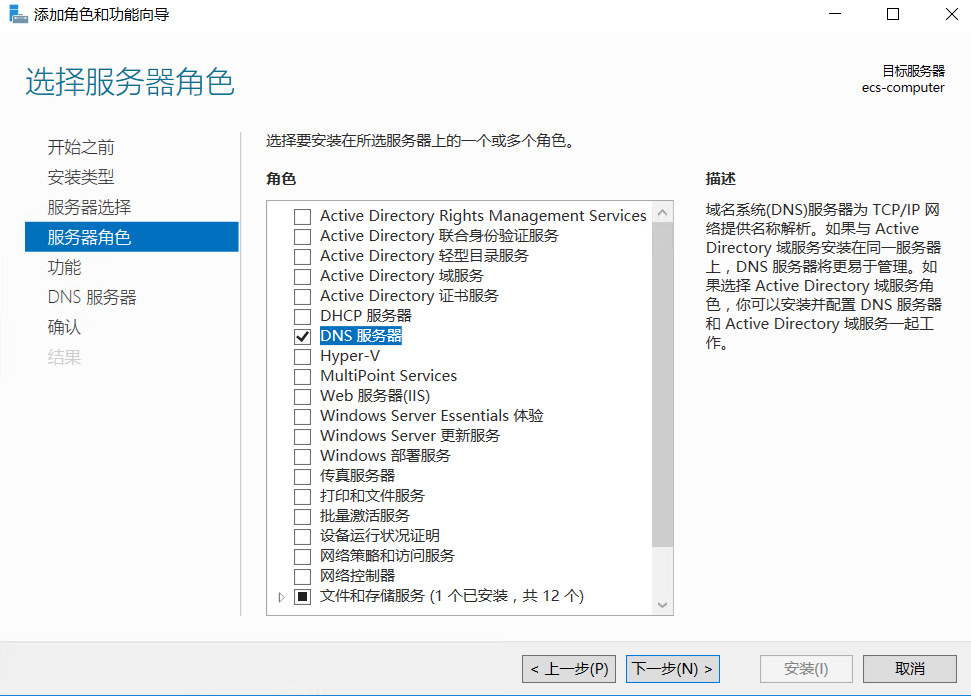 添加角色和功能向导
选择服务器角色
目标服务器
ecs-computer
开始之前
安装类型
服务器选择
服务器角色
功能
DNS 服务器
确认
结果
选择要安装在所选服务器上的一个或多个角色。
角色
Active Directory Rights Management Services
Active Directory 联合身份验证服务
Active Directory 轻型目录服务
Active Directory 域服务
Active Directory 证书服务
DHCP 服务器
DNS 服务器
Hyper-V
MultiPoint Services
Web 服务器(IIS)
Windows Server Essentials 体验
Windows Server 更新服务
Windows 部署服务
传真服务器
打印和文件服务
批量激活服务
设备运行状况证明
网络策略和访问服务
网络控制器
文件和存储服务 (1 个已安装，共 12 个)
描述
域名系统(DNS)服务器为 TCP/IP 网
络提供名称解析。如果与 Active
Directory 域服务安装在同一服务器
上，DNS 服务器将更易于管理。如
果选择 Active Directory 域服务角
色，你可以安装并配置 DNS 服务器
和 Active Directory 域服务一起工
作。
< 上一步(P)
下一步(N) >
安装(I)
取消